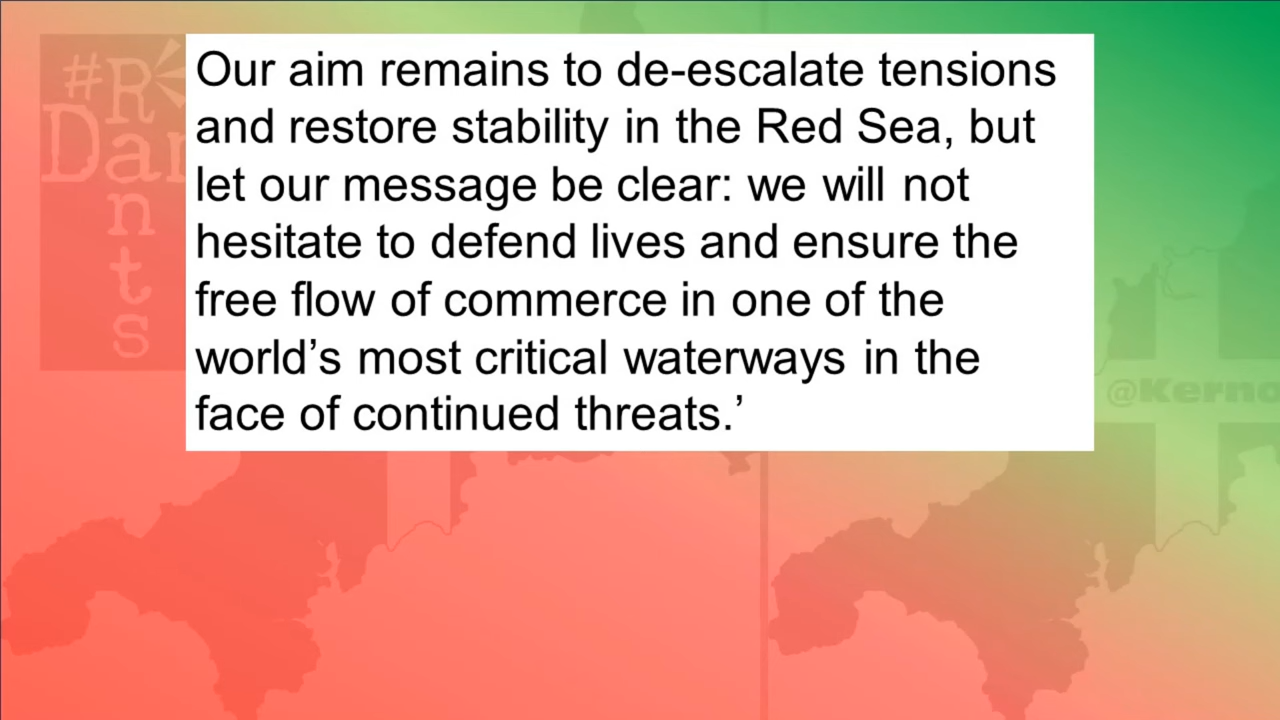 Our aim remains to de-escalate tensions
and restore stability in the Red Sea, but
let our message be clear: we will not
hesitate to defend lives and ensure the
free flow of commerce in one of the
world’s most critical waterways in the
face of continued threats.’
#R
Dar
n
t
s
@Kerno